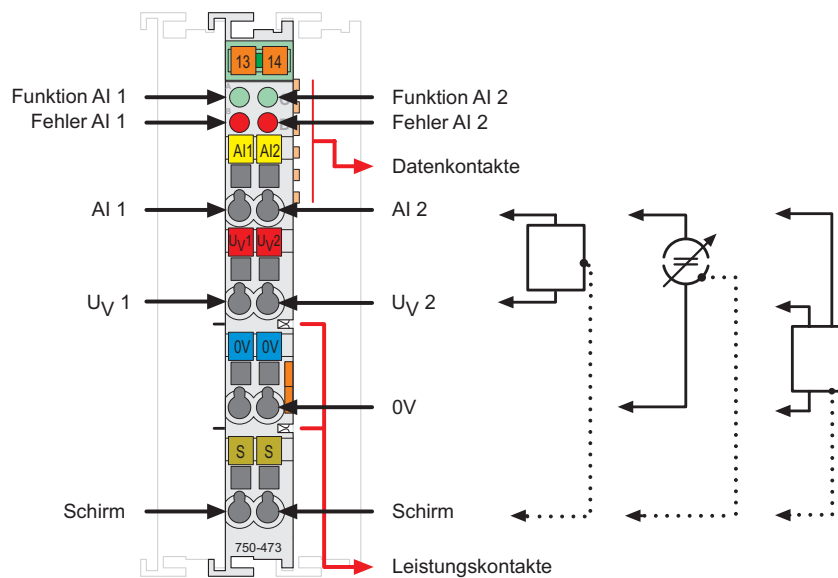 13 14
Funktion AI 1
A
C
Funktion AI 2
Fehler AI 1
Fehler AI 2
AI1 AI2
Datenkontakte
AI 1
AI 2
UV1 UV2
UV 1
UV 2
0V 0V
0V
S S
Schirm
Schirm
750-473
Leistungskontakte